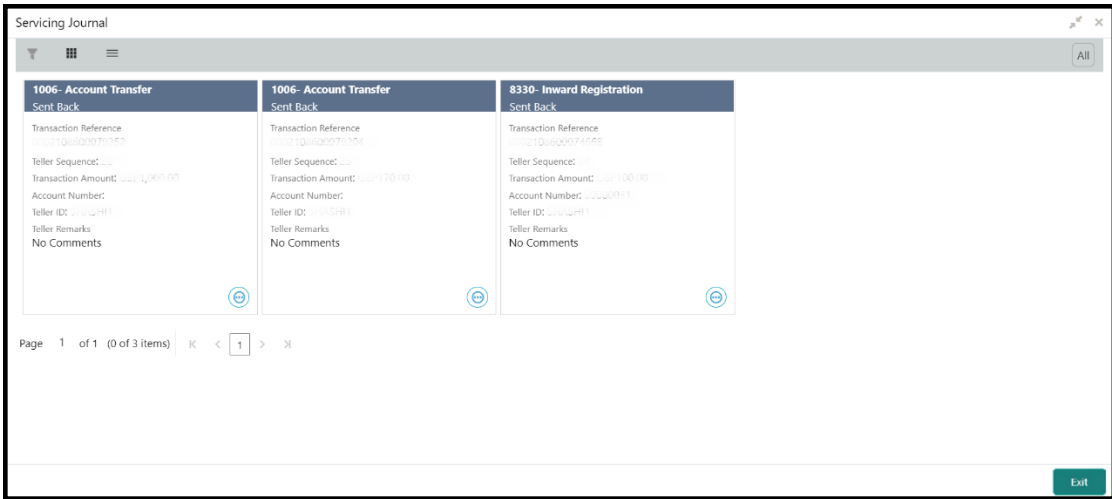 Servicing Journal
All
1006- Account Transfer
Sent Back
Transaction Reference
Teller Sequence:
Transaction Amount:
Account Number:
Teller ID:
Teller Remarks
No Comments
1006- Account Transfer
Sent Back
Transaction Reference
Teller Sequence:
Transaction Amount:
Account Number:
Teller ID:
Teller Remarks
No Comments
8330- Inward Registration
Sent Back
Transaction Reference
Teller Sequence:
Transaction Amount:
Account Number:
Teller ID:
Teller Remarks
No Comments
Page 1 of 1 (0 of 3 items) 1
Exit